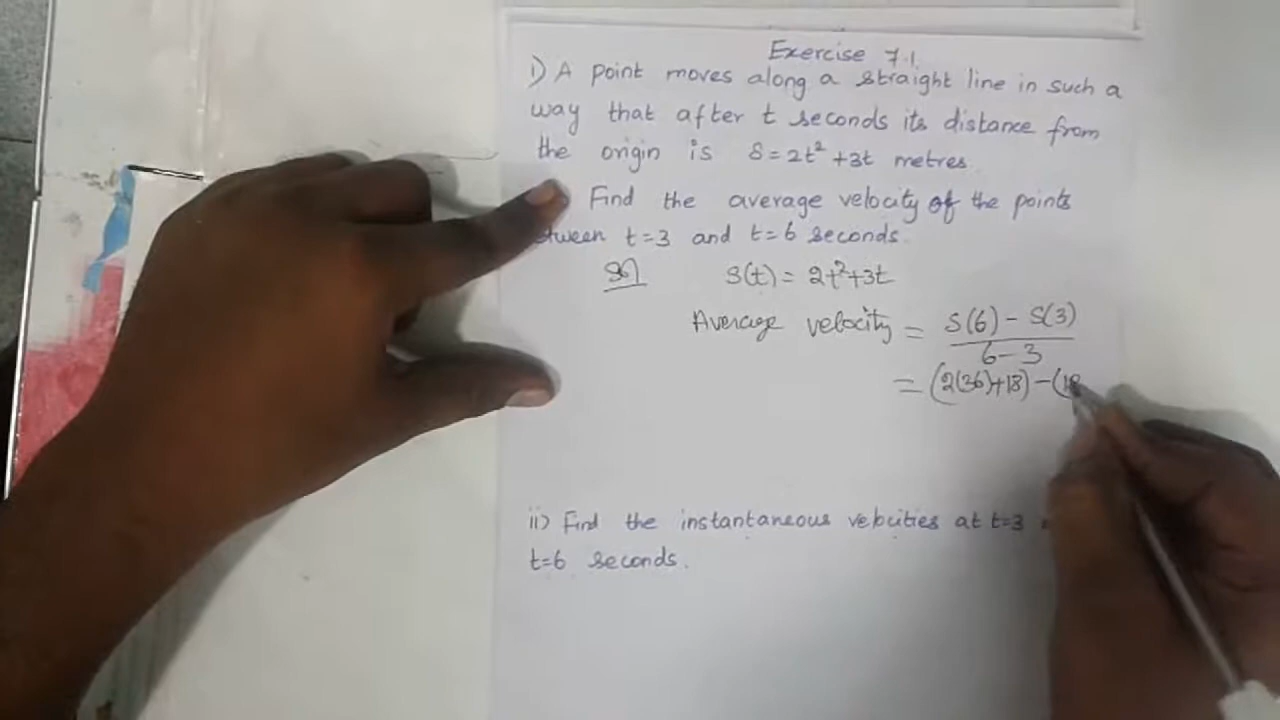 Exercise 7.1.
1) A point moves along a straight line in such a
way that after t seconds its distance from
the origin is S=2t²+3t metres.
Find the average velocity of the points
tween t=3 and t=6 seconds.
S(t) = 2t²+3t
Average velocity = S(6) - S(3)
6-3
= (2(36)+18) - (18
ii) Find the instantaneous velocities at t=3
t=6 seconds.